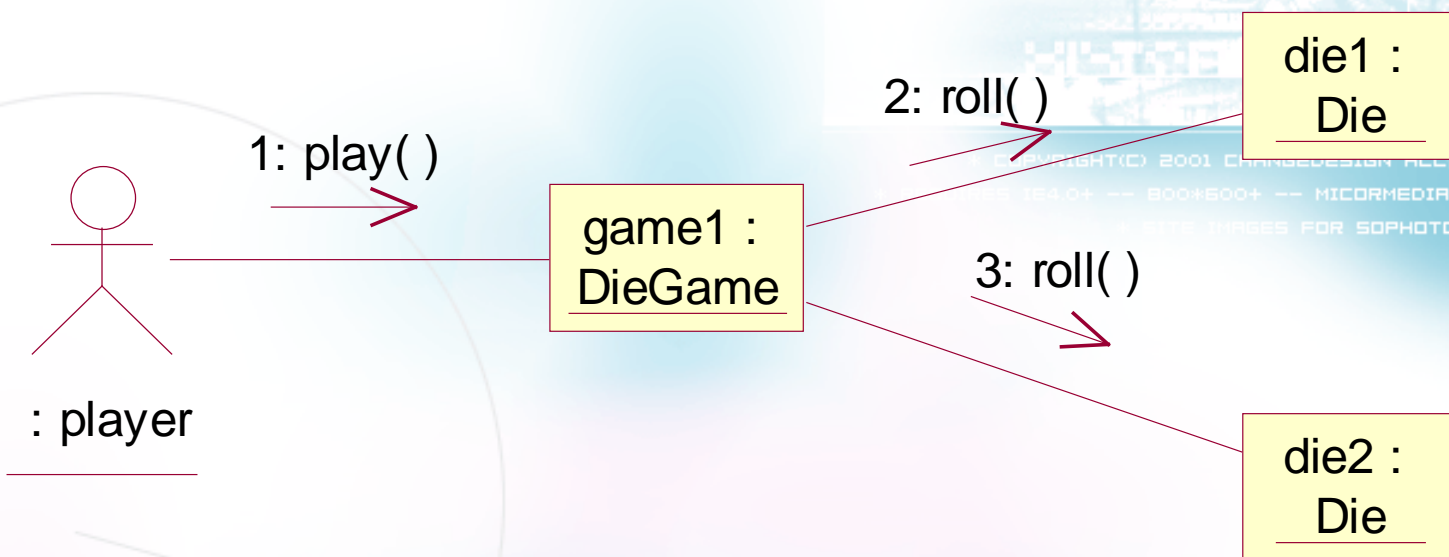 1: play( )
2: roll( )
die1 :
Die
game1 :
DieGame
3: roll( )
: player
die2 :
Die